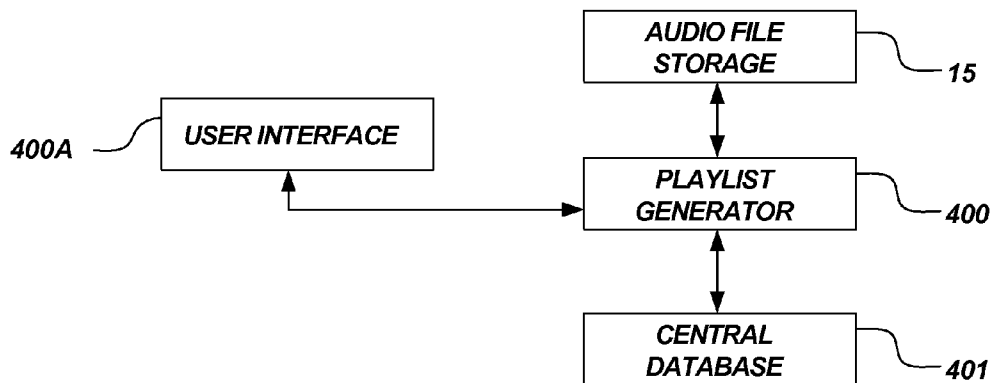 AUDIO FILE
STORAGE
15
400A
USER INTERFACE
PLAYLIST
GENERATOR
400
CENTRAL
DATABASE
401